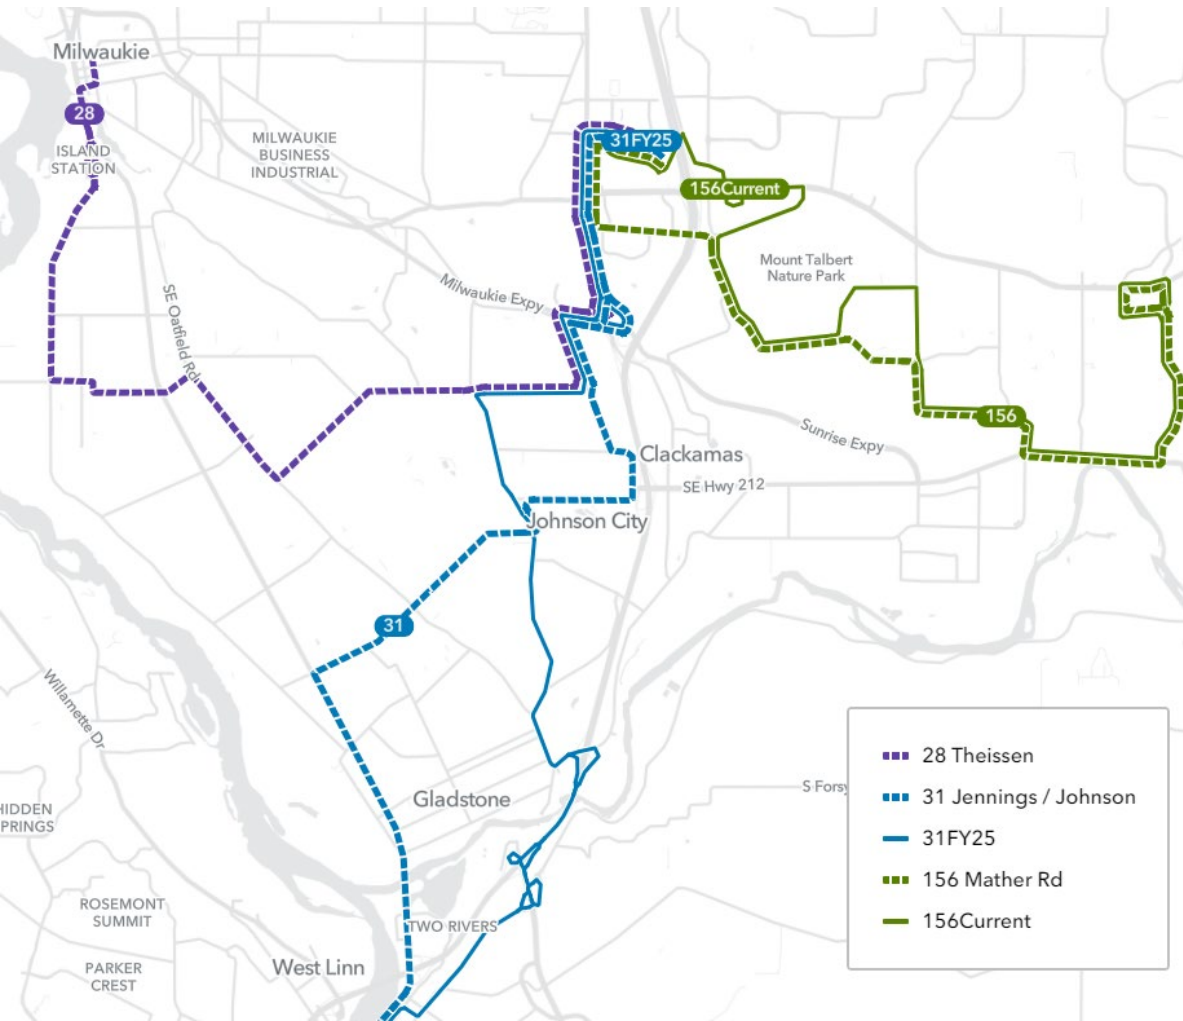 Milwaukie
28
ISLAND
STATION
MILWAUKIE
BUSINESS
INDUSTRIAL
31FY25
156Current
Mount Talbert
Nature Park
Milwaukie Expy
SE Oatfield Rd
156
Sunrise Expy
Clackamas
SE Hwy 212
Johnson City
31
Willamette Dr
Gladstone
S Forsy
HIDDEN
PRINGS
ROSEMONT
SUMMIT
TWO RIVERS
West Linn
PARKER
CREST
28 Theissen
31 Jennings / Johnson
31FY25
156 Mather Rd
156Current